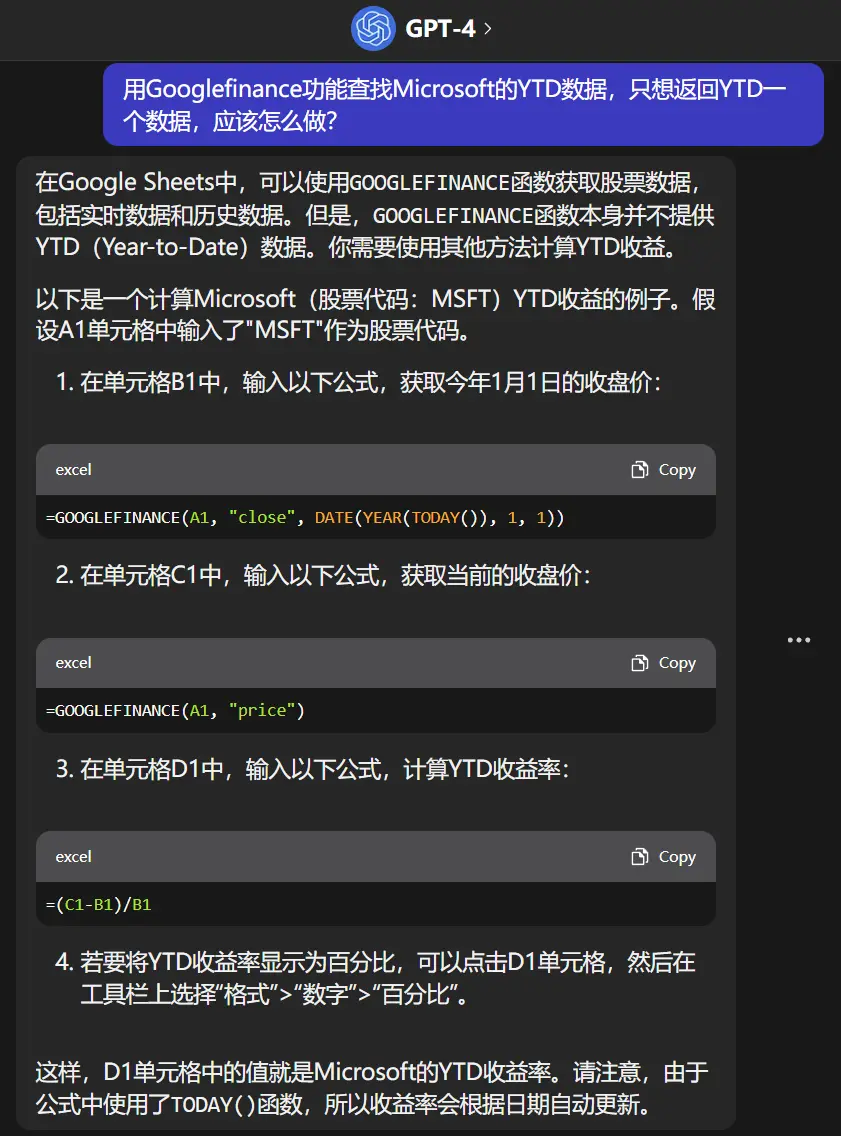 GPT-4 >
用Googlefinance功能查找Microsoft的YTD数据，只想返回YTD一
个数据，应该怎么做？
在Google Sheets中，可以使用GOOGLEFINANCE函数获取股票数据，
包括实时数据和历史数据。但是，GOOGLEFINANCE函数本身并不提供
YTD（Year-to-Date）数据。你需要使用其他方法计算YTD收益。
以下是一个计算Microsoft（股票代码：MSFT）YTD收益的例子。假
设A1单元格中输入了"MSFT"作为股票代码。
1. 在单元格B1中，输入以下公式，获取今年1月1日的收盘价：
excel Copy
=GOOGLEFINANCE(A1, "close", DATE(YEAR(TODAY()), 1, 1))
2. 在单元格C1中，输入以下公式，获取当前的收盘价：
excel Copy
=GOOGLEFINANCE(A1, "price")
3. 在单元格D1中，输入以下公式，计算YTD收益率：
excel Copy
=(C1-B1)/B1
4. 若要将YTD收益率显示为百分比，可以点击D1单元格，然后在
工具栏上选择“格式”>“数字”>“百分比”。
这样，D1单元格中的值就是Microsoft的YTD收益率。请注意，由于
公式中使用了TODAY()函数，所以收益率会根据日期自动更新。